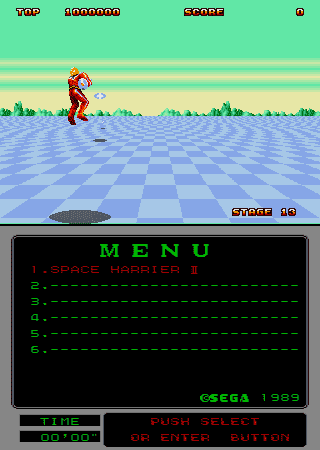 TOP 1000000 SCORE 0
STAGE 13
MENU
1.SPACE HARRIER II
2.----------------------
3.----------------------
4.----------------------
5.----------------------
6.----------------------
©SEGA 1989
TIME
00'00"
PUSH SELECT
OR ENTER BUTTON